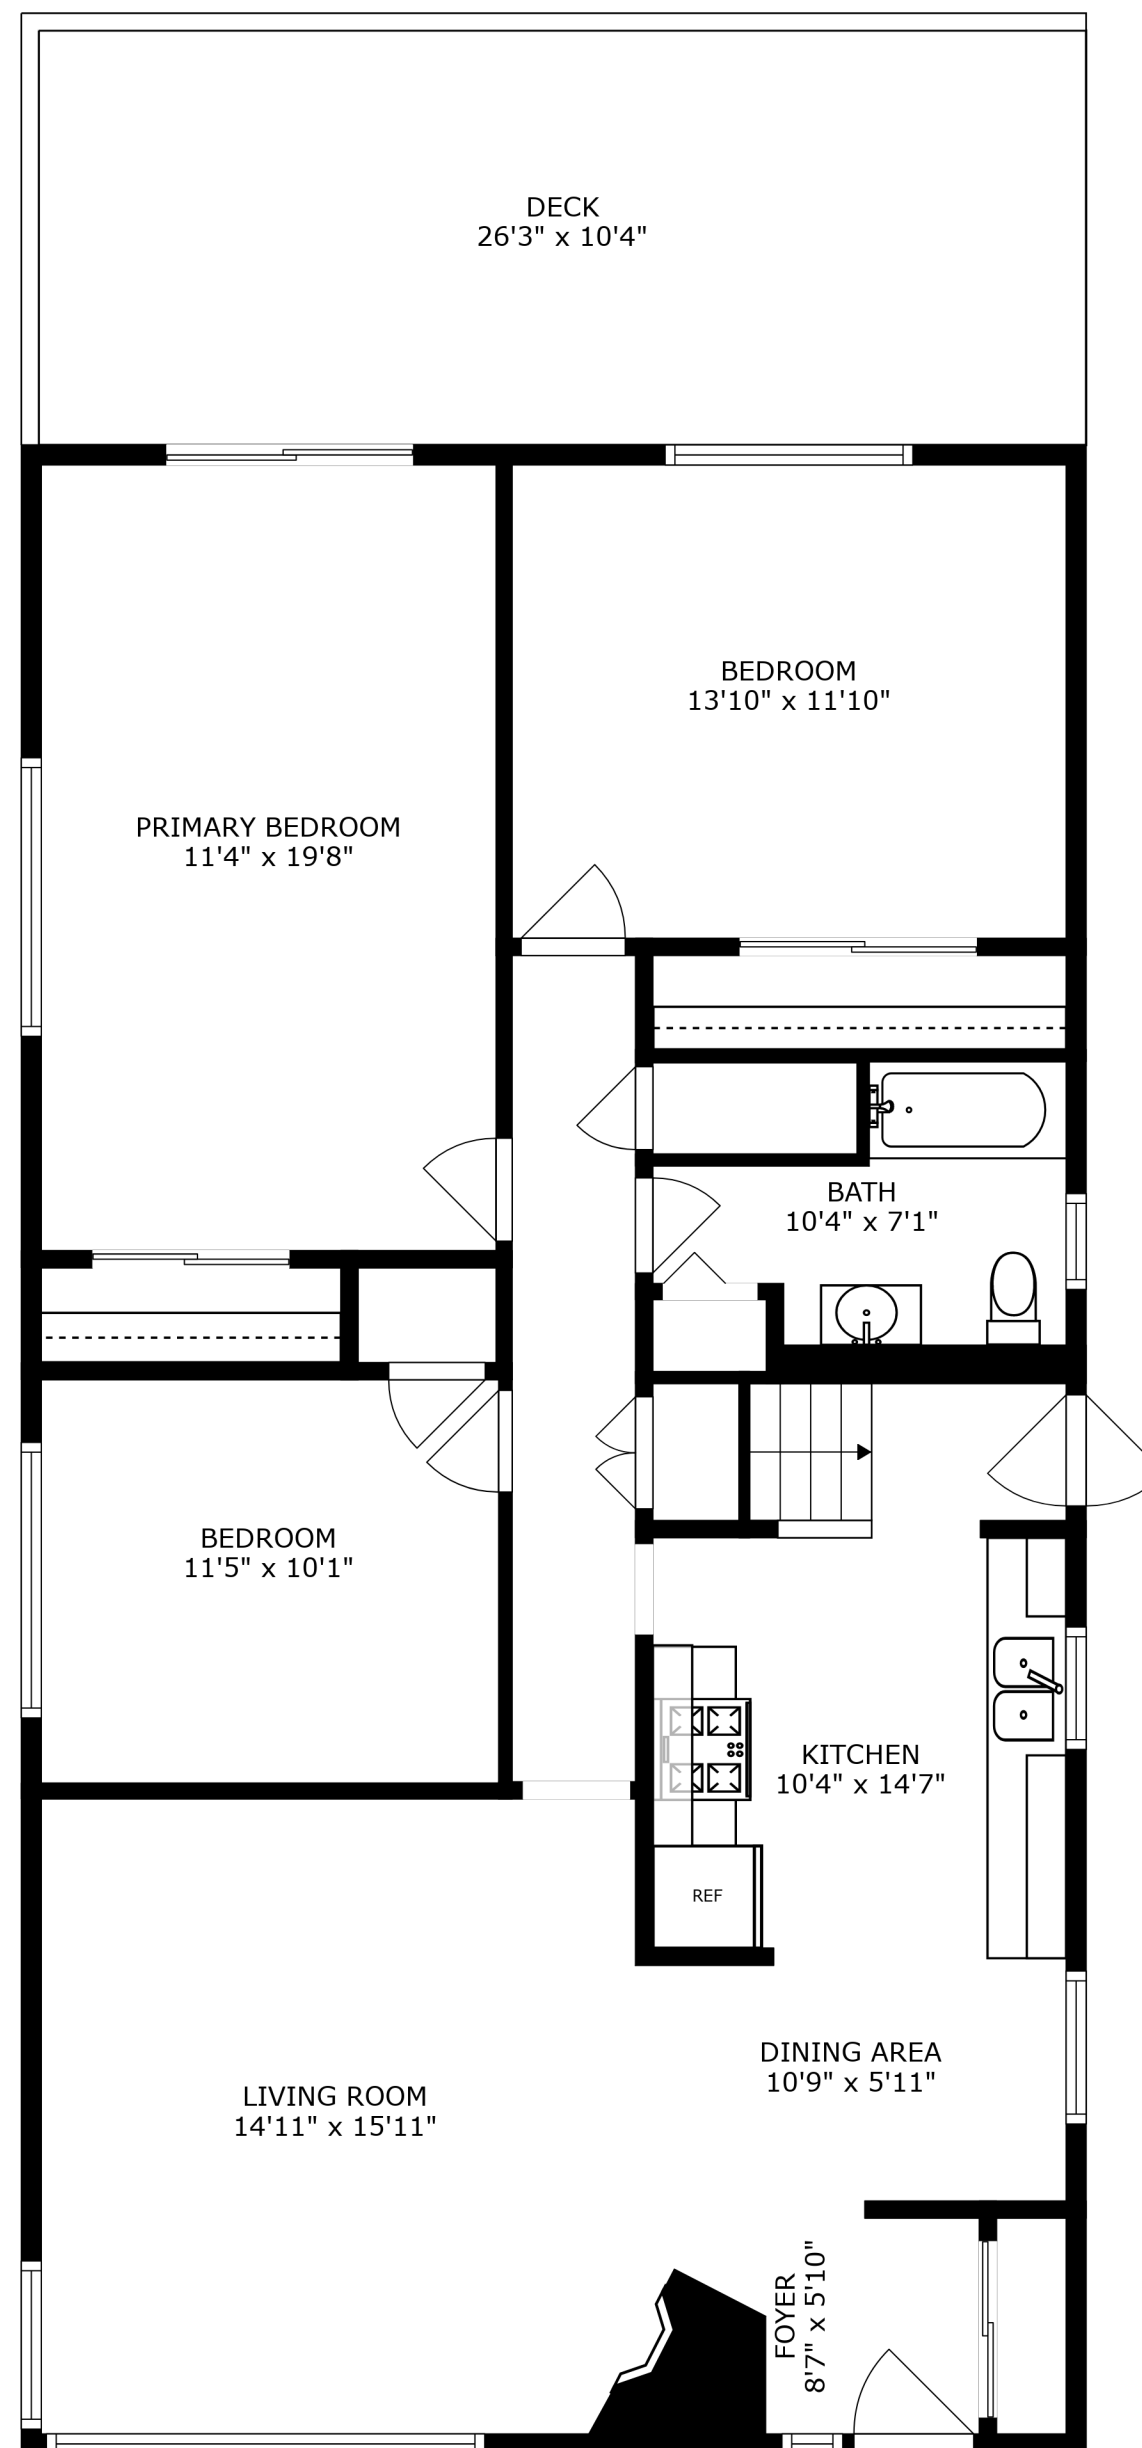 DECK
26'3" x 10'4"
BEDROOM
13'10" x 11'10"
PRIMARY BEDROOM
11'4" x 19'8"
BATH
10'4" x 7'1"
BEDROOM
11'5" x 10'1"
KITCHEN
10'4" x 14'7"
REF
DINING AREA
10'9" x 5'11"
LIVING ROOM
14'11" x 15'11"
FOYER
8'7" x 5'10"